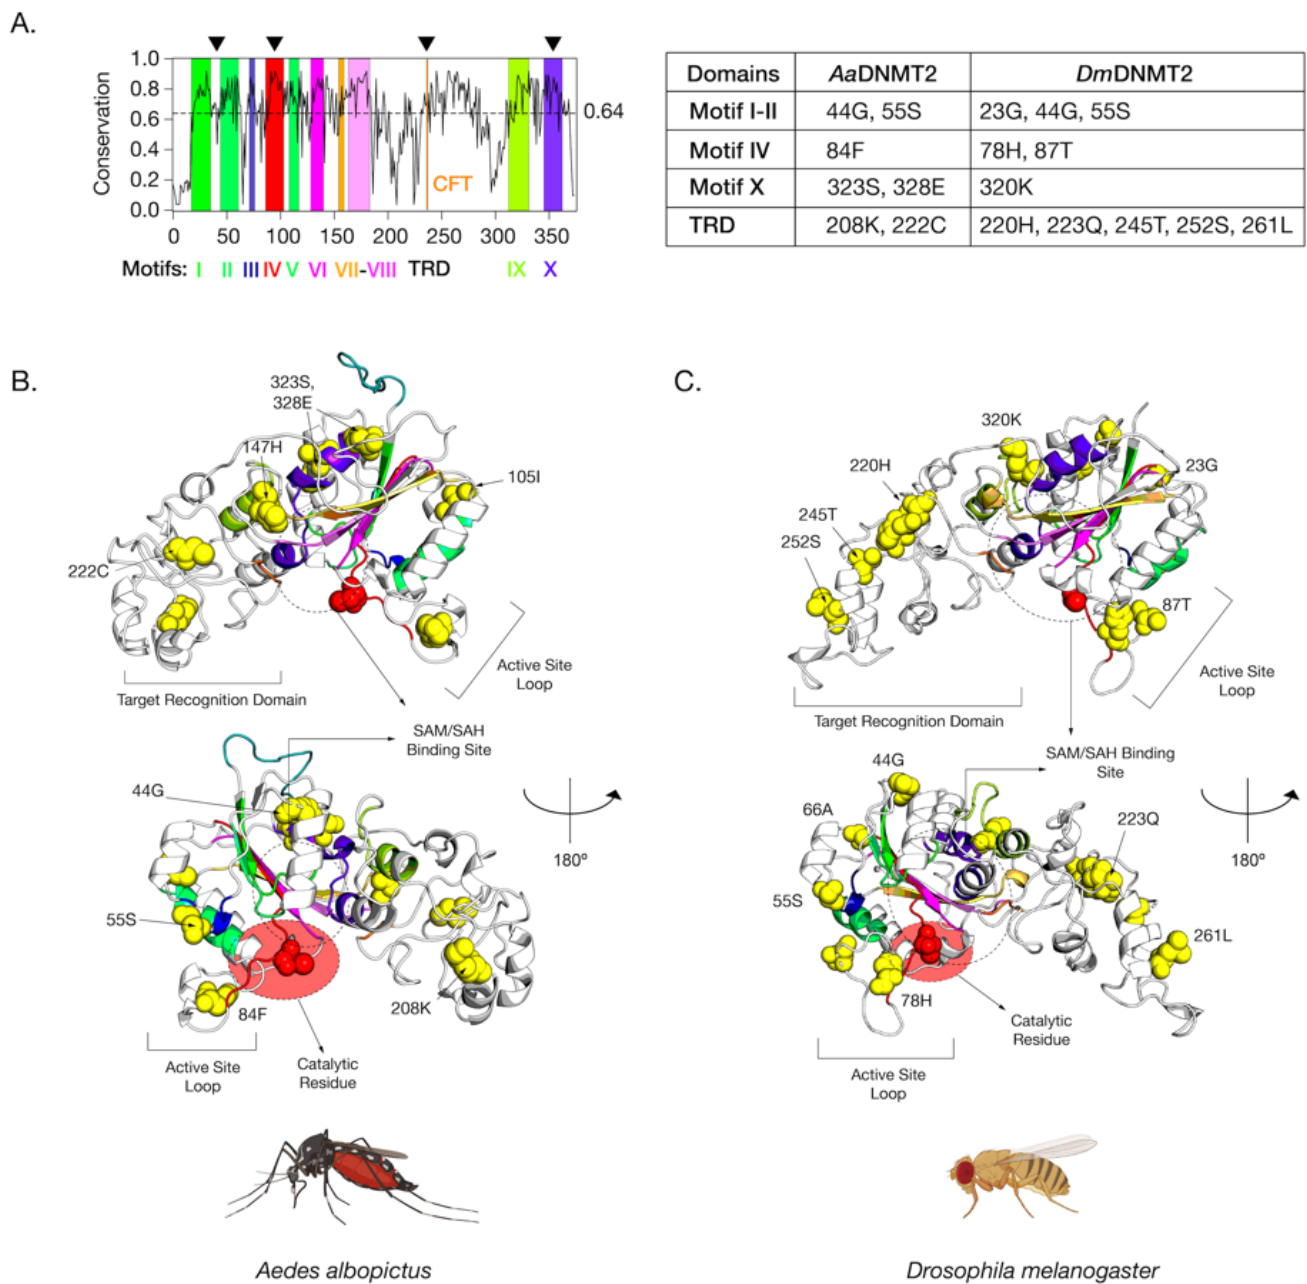 A.
Conservation
1.0
0.8
0.6
0.4
0.2
0.0
0.64
CFT
0 50 100 150 200 250 300 350
Motifs: I II III IV V VI VII-VIII TRD IX X
Domains AaDNMT2 DmDNMT2
Motif I-II 44G, 55S 23G, 44G, 55S
Motif IV 84F 78H, 87T
Motif X 323S, 328E 320K
TRD 208K, 222C 220H, 223Q, 245T, 252S, 261L
B.
323S,
328E
147H
105I
222C
Target Recognition Domain
Active Site
Loop
SAM/SAH
Binding Site
44G
55S
84F
208K
Active Site
Loop
Catalytic
Residue
180º
Aedes albopictus
C.
320K
220H
23G
245T
252S
87T
Active Site
Loop
Target Recognition Domain
SAM/SAH Binding
Site
44G
66A
223Q
55S
261L
78H
Catalytic
Residue
Active Site
Loop
180º
Drosophila melanogaster